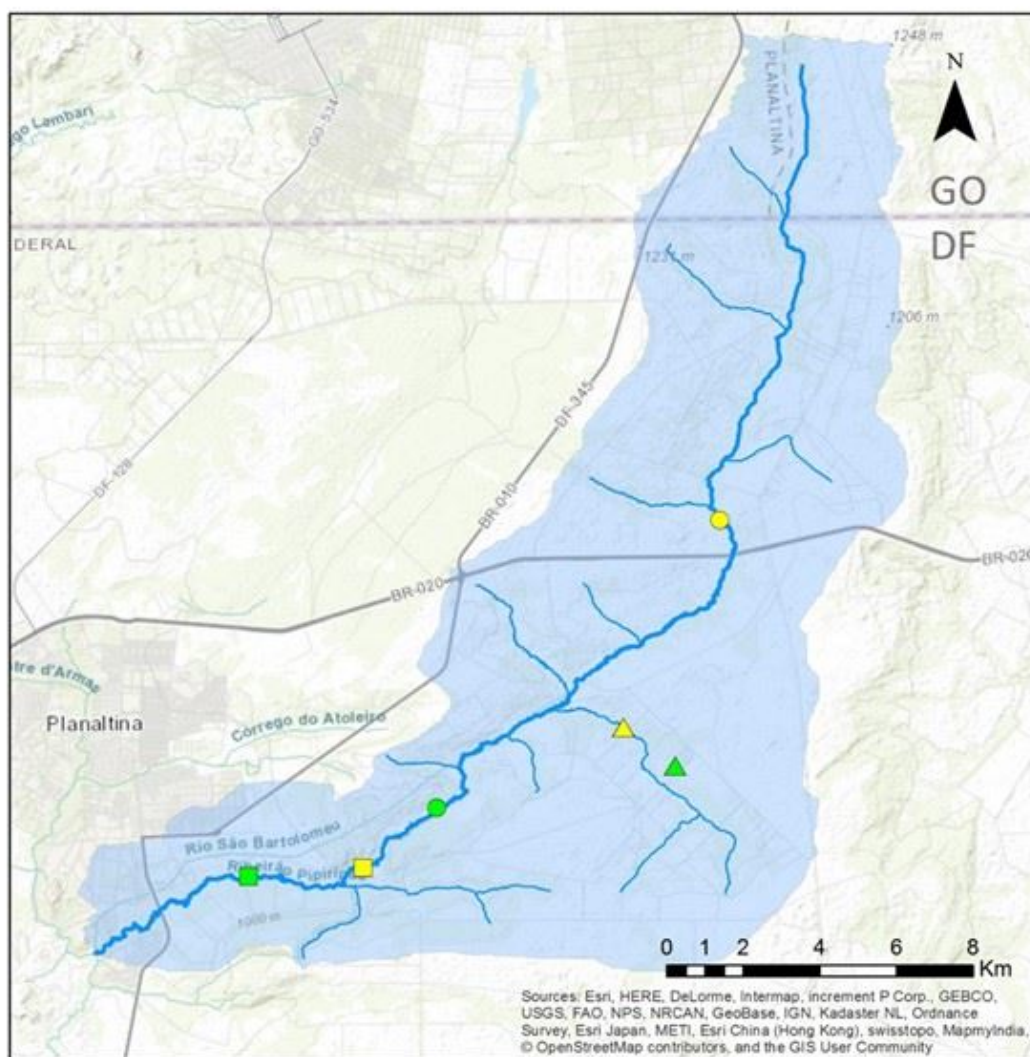 1248 m
N
PLANALTINA
GO-534
GO
DERAL
DF
1231 m
1206 m
DF-345
DF-128
BR-010
BR-020
BR-020
tre d'Armas
Planaltina
Córrego do Atoleiro
Rio São Bartolomeu
Ribeirão Pipiripau
1000 m
0 1 2 4 6 8
Km
Sources: Esri, HERE, DeLorme, Intermap, increment P Corp., GEBCO,
USGS, FAO, NPS, NRCAN, GeoBase, IGN, Kadaster NL, Ordnance
Survey, Esri Japan, METI, Esri China (Hong Kong), swisstopo, MapmyIndia,
© OpenStreetMap contributors, and the GIS User Community